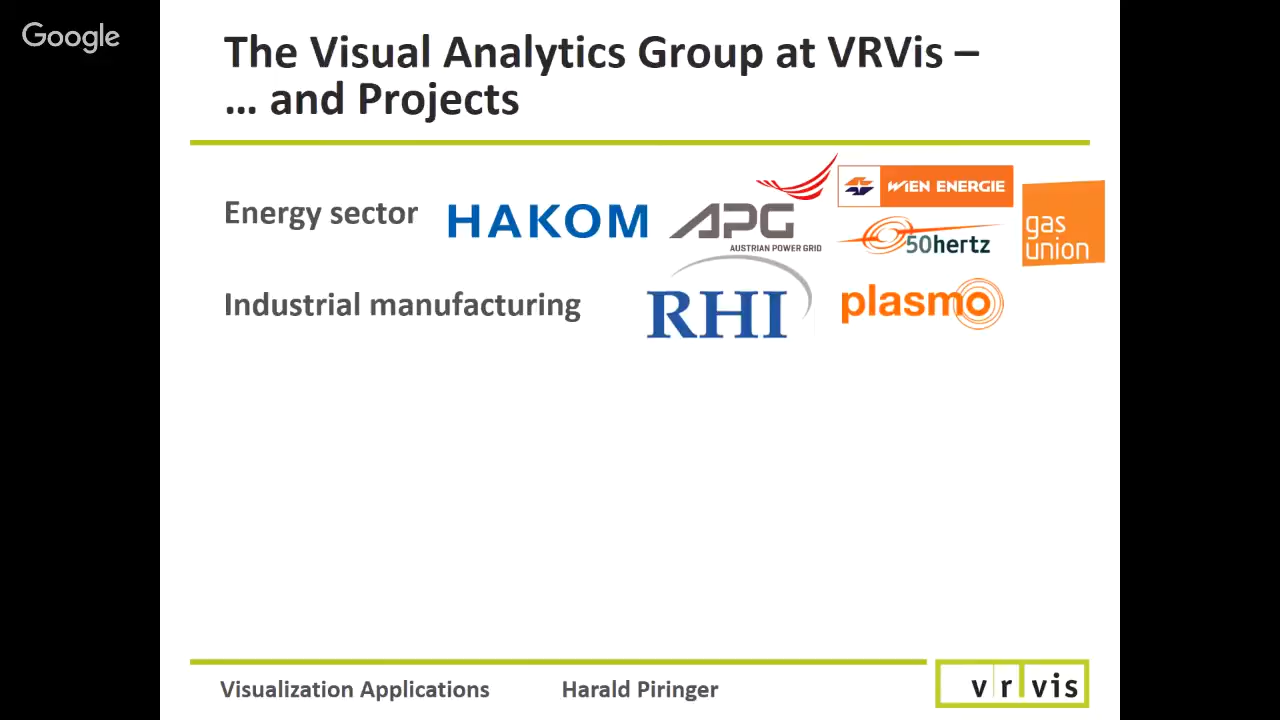 Google
The Visual Analytics Group at VRVis –
… and Projects
Energy sector
HAKOM
APG
AUSTRIAN POWER GRID
WIEN ENERGIE
50hertz
gas
union
Industrial manufacturing
RHI
plasmo
Visualization Applications
Harald Piringer
vrvis